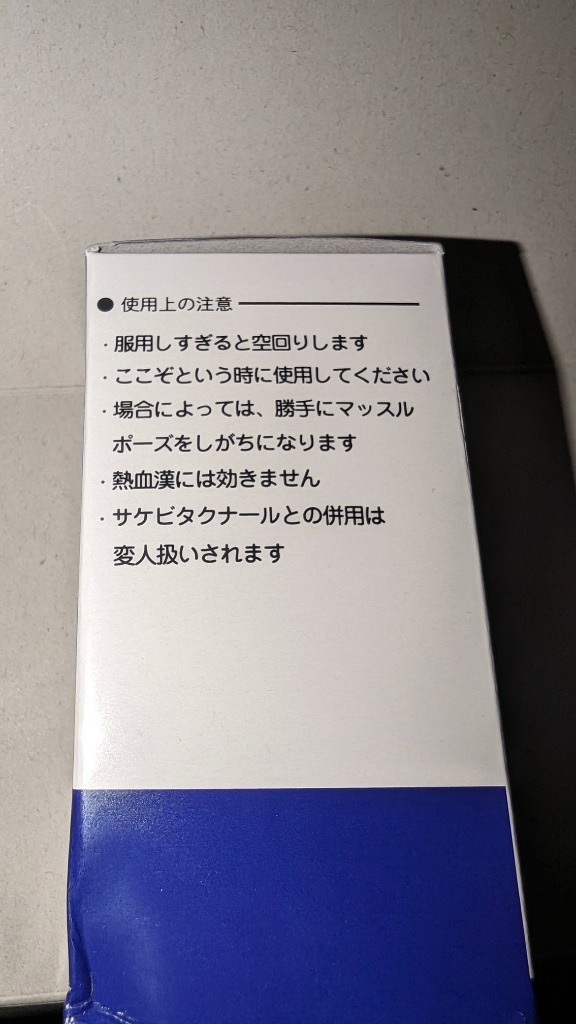 ●使用上の注意
・服用しすぎると空回りします
・ここぞという時に使用してください
・場合によっては、勝手にマッスル
ポーズをしがちになります
・熱血漢には効きません
・サケビタクナールとの併用は
変人扱いされます